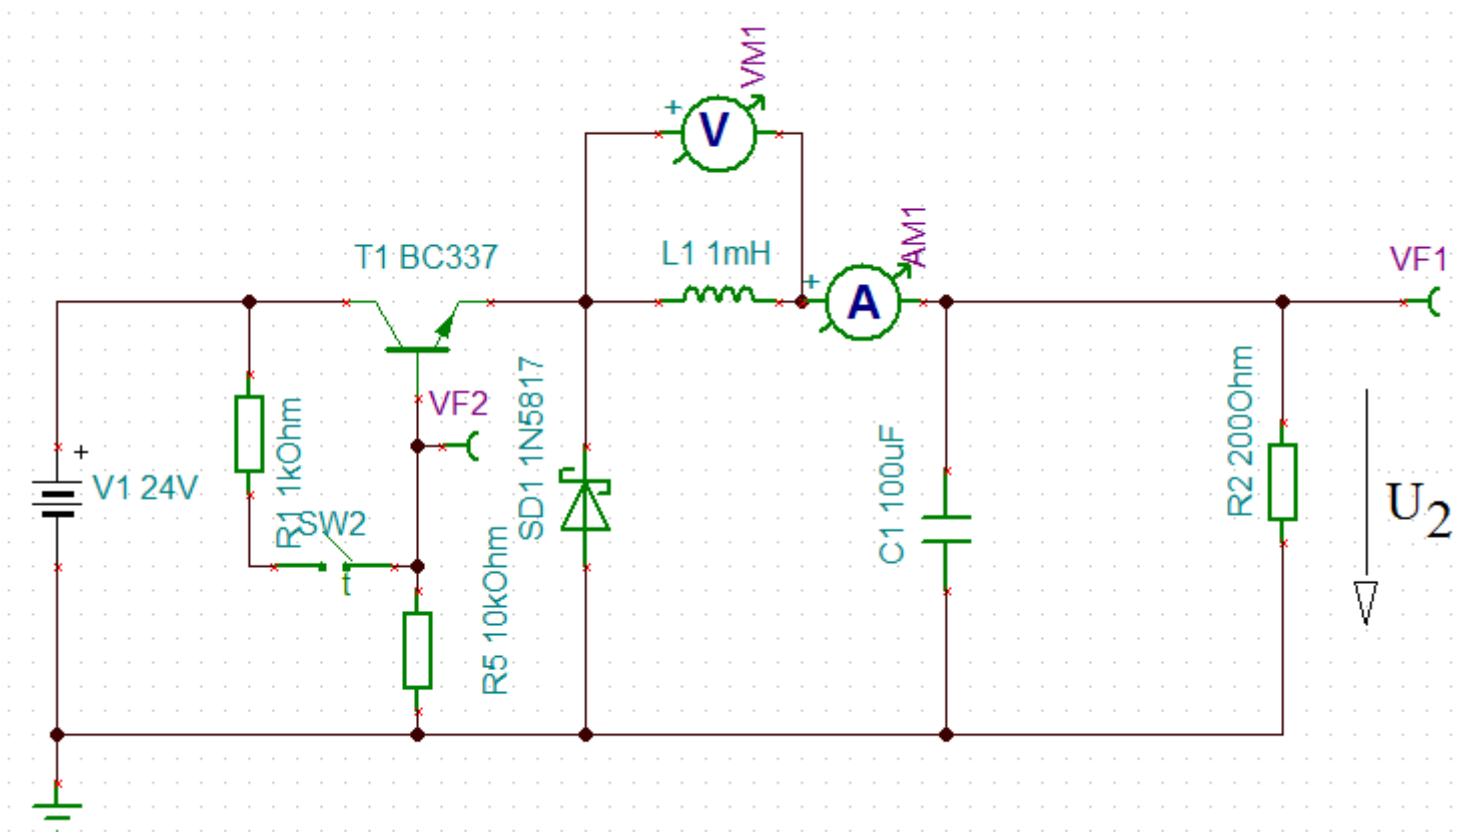 VM1
+
V
T1 BC337
L1 1mH
AM1
+
A
VF1
VF2
+
V1 24V
R1 1kOhm
SW2
t
SD1 1N5817
R5 10kOhm
C1 100uF
R2 200Ohm
U2